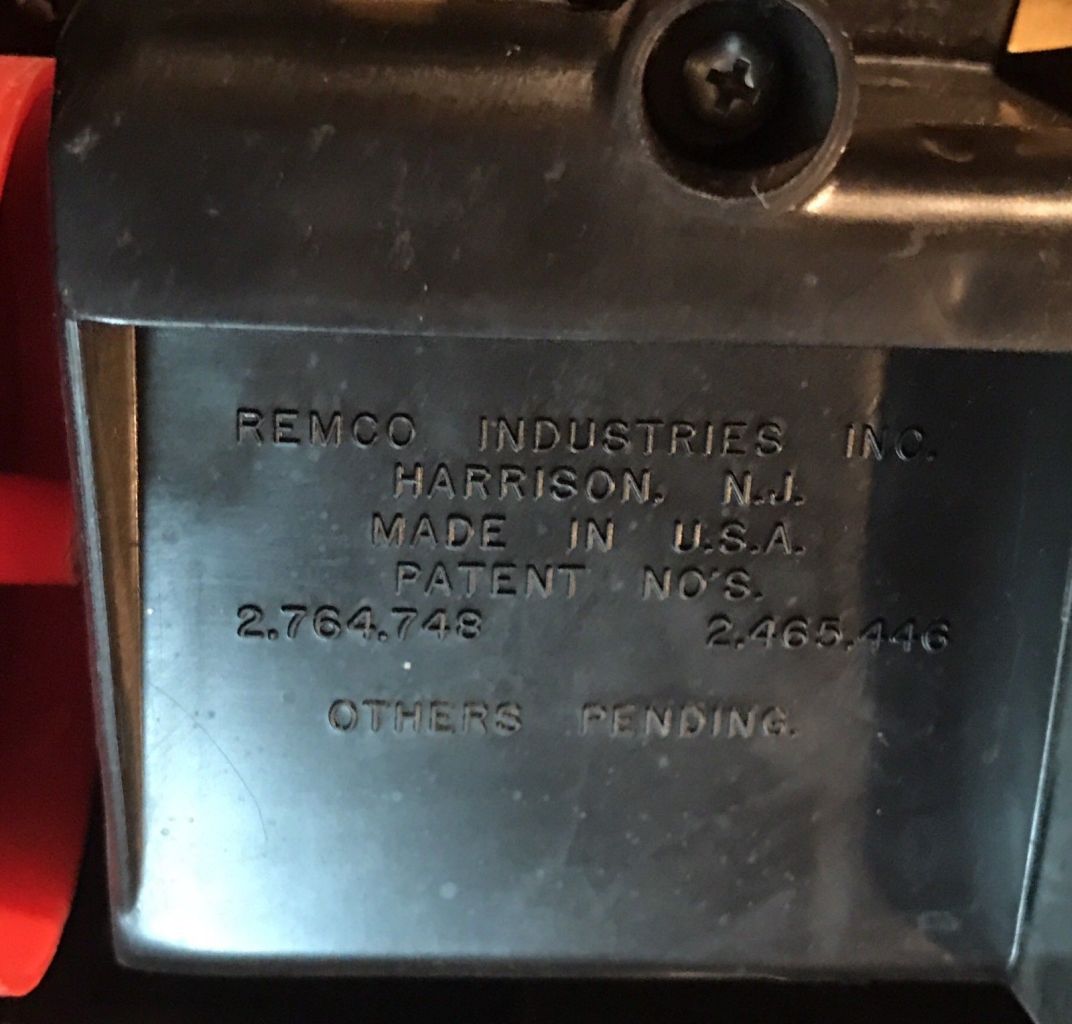 REMCO INDUSTRIES INC.
HARRISON, N.J.
MADE IN U.S.A.
PATENT NO'S.
2,764,748 2,465,446
OTHERS PENDING.